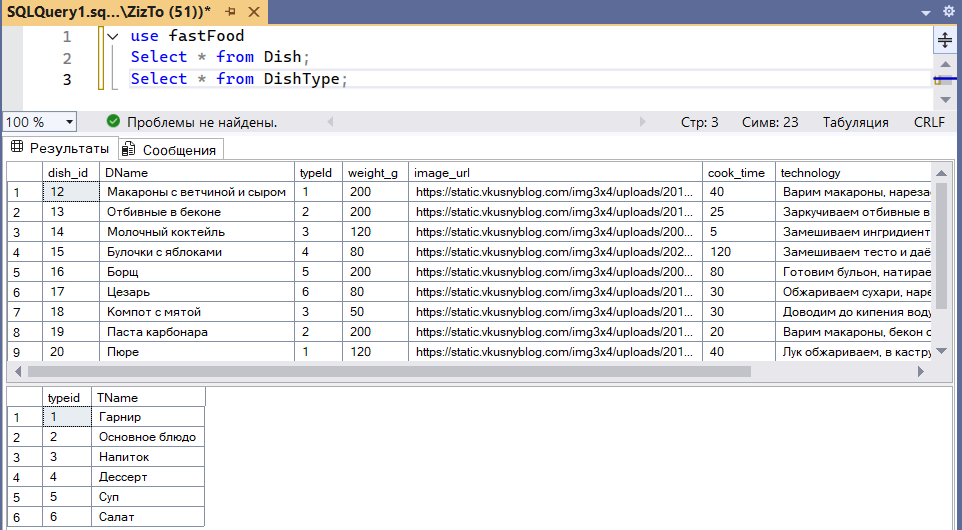 SQLQuery1.sq...\ZizTo (51))*
1 use fastFood
2 Select * from Dish;
3 Select * from DishType;
100 % Проблемы не найдены. Стр: 3 Симв: 23 Табуляция CRLF
Результаты Сообщения
dish_id DName typeId weight_g image_url cook_time technology
1 12 Макароны с ветчиной и сыром 1 200 https://static.vkusnyblog.com/img3x4/uploads/201... 40 Варим макароны, нареза
2 13 Отбивные в беконе 2 200 https://static.vkusnyblog.com/img3x4/uploads/201... 25 Закручиваем отбивные в
3 14 Молочный коктейль 3 120 https://static.vkusnyblog.com/img3x4/uploads/200... 5 Замешиваем ингридиент
4 15 Булочки с яблоками 4 80 https://static.vkusnyblog.com/img3x4/uploads/202... 120 Замешиваем тесто и даё
5 16 Борщ 5 200 https://static.vkusnyblog.com/img3x4/uploads/200... 80 Готовим бульон, натирае
6 17 Цезарь 6 80 https://static.vkusnyblog.com/img3x4/uploads/201... 30 Обжариваем сухари, наре
7 18 Компот с мятой 3 50 https://static.vkusnyblog.com/img3x4/uploads/201... 30 Доводим до кипения воду
8 19 Паста карбонара 2 200 https://static.vkusnyblog.com/img3x4/uploads/201... 20 Варим макароны, бекон о
9 20 Пюре 1 120 https://static.vkusnyblog.com/img3x4/uploads/201... 40 Лук обжариваем, в кастру
typeid TName
1 1 Гарнир
2 2 Основное блюдо
3 3 Напиток
4 4 Дессерт
5 5 Суп
6 6 Салат